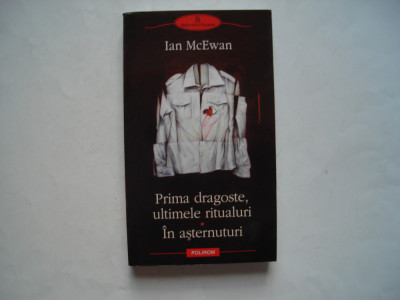 Ian McEwan
Prima dragoste,
ultimele ritualuri
În așternuturi
POLIROM